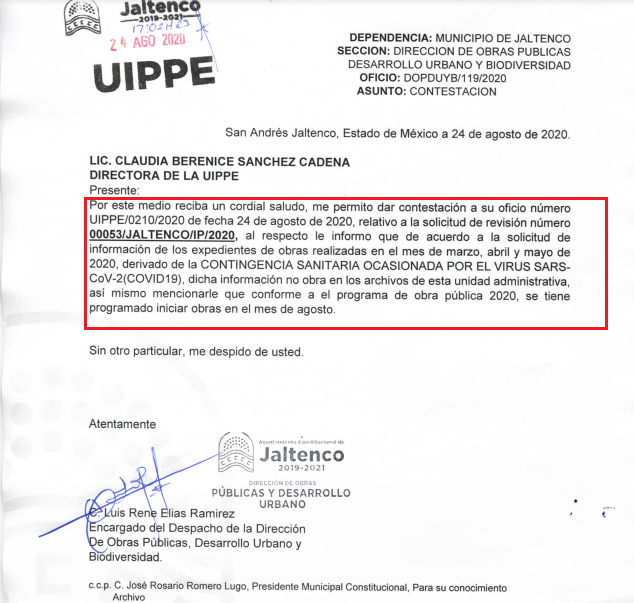 Jaltenco
2019-2021
17:02 HRS
24 AGO 2020
UIPPE
DEPENDENCIA: MUNICIPIO DE JALTENCO
SECCION: DIRECCION DE OBRAS PUBLICAS
DESARROLLO URBANO Y BIODIVERSIDAD
OFICIO: DOPDUYB/119/2020
ASUNTO: CONTESTACION
San Andrés Jaltenco, Estado de México a 24 de agosto de 2020.
LIC. CLAUDIA BERENICE SANCHEZ CADENA
DIRECTORA DE LA UIPPE
Presente:
Por este medio reciba un cordial saludo, me permito dar contestación a su oficio número
UIPPE/0210/2020 de fecha 24 de agosto de 2020, relativo a la solicitud de revisión número
00053/JALTENCO/IP/2020, al respecto le informo que de acuerdo a la solicitud de
información de los expedientes de obras realizadas en el mes de marzo, abril y mayo de
2020, derivado de la CONTINGENCIA SANITARIA OCASIONADA POR EL VIRUS SARS-
CoV-2(COVID19), dicha información no obra en los archivos de esta unidad administrativa,
así mismo mencionarle que conforme a el programa de obra pública 2020, se tiene
programado iniciar obras en el mes de agosto.
Sin otro particular, me despido de usted.
Atentamente
Ayuntamiento Constitucional de
Jaltenco
2019-2021
DIRECCIÓN DE OBRAS
PÚBLICAS Y DESARROLLO
URBANO
C. Luis Rene Elias Ramirez
Encargado del Despacho de la Dirección
De Obras Públicas, Desarrollo Urbano y
Biodiversidad.
c.c.p. C. José Rosario Romero Lugo, Presidente Municipal Constitucional, Para su conocimiento
Archivo